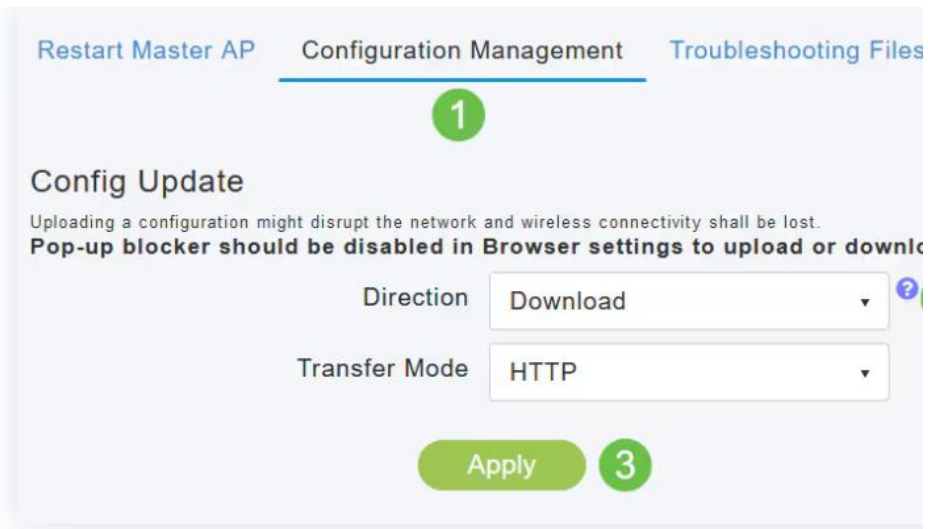 Restart Master AP Configuration Management Troubleshooting Files
1
Config Update
Uploading a configuration might disrupt the network and wireless connectivity shall be lost.
Pop-up blocker should be disabled in Browser settings to upload or downlo
Direction Download ?
Transfer Mode HTTP
Apply 3